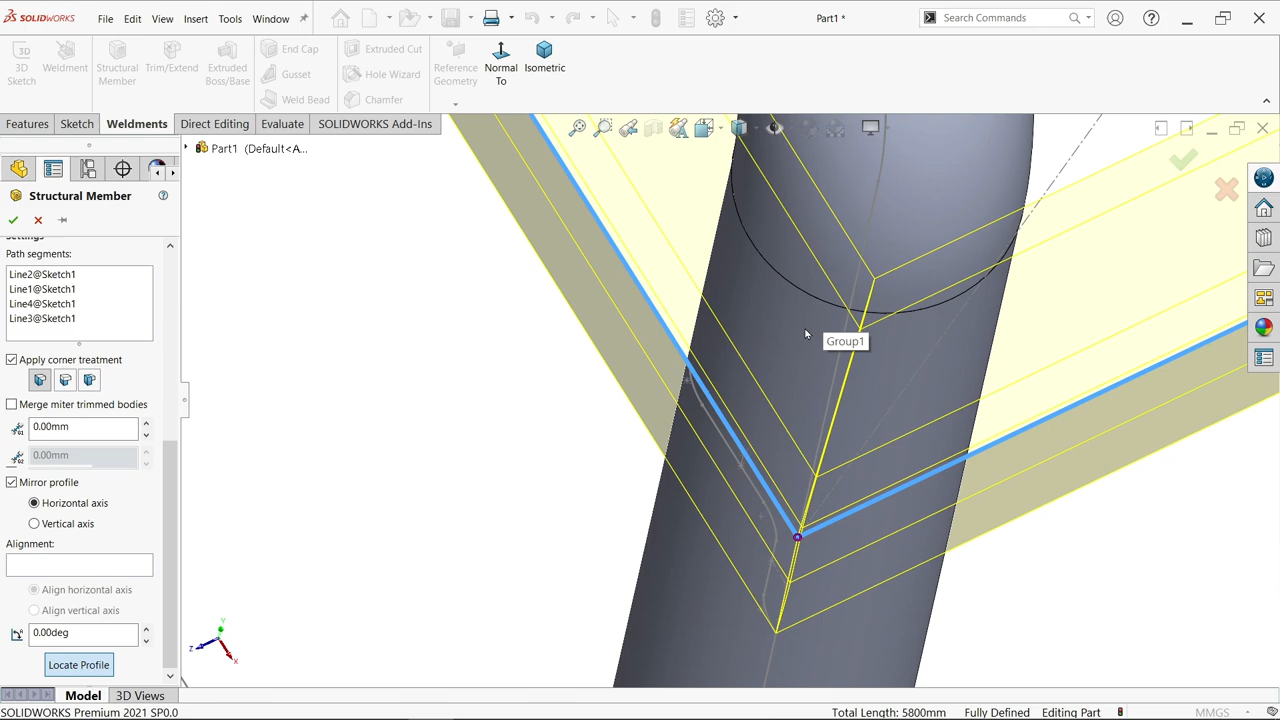 SOLIDWORKS File Edit View Insert Tools Window Part1 * Search Commands
3D Sketch Weldment Structural Member Trim/Extend Extruded Boss/Base End Cap Gusset Weld Bead Extruded Cut Hole Wizard Chamfer Reference Geometry Normal To Isometric
Features Sketch Weldments Direct Editing Evaluate SOLIDWORKS Add-Ins
Part1 (Default<A...
Structural Member
Settings
Path segments:
Line2@Sketch1
Line1@Sketch1
Line4@Sketch1
Line3@Sketch1
Apply corner treatment
Merge miter trimmed bodies
0.00mm
0.00mm
Mirror profile
Horizontal axis
Vertical axis
Alignment:
Align horizontal axis
Align vertical axis
0.00deg
Locate Profile
Group1
Y
Z
X
Model 3D Views
SOLIDWORKS Premium 2021 SP0.0 Total Length: 5800mm Fully Defined Editing Part MMGS